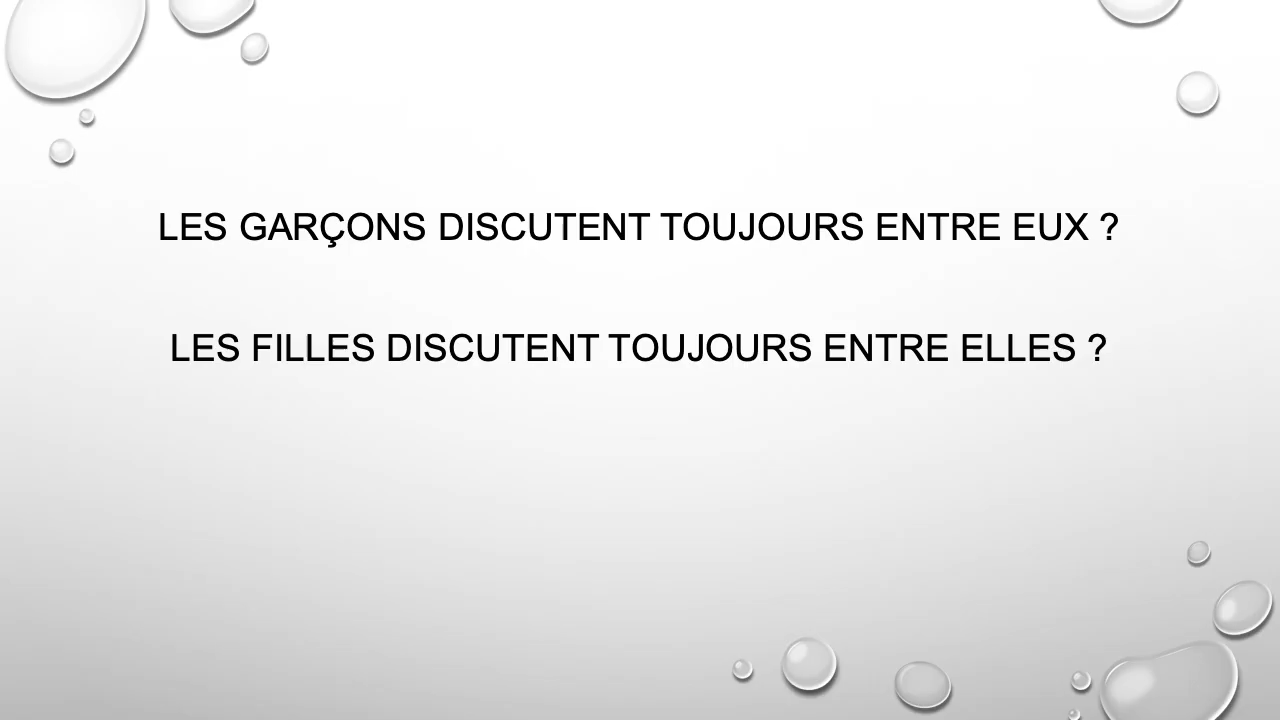 LES GARÇONS DISCUTENT TOUJOURS ENTRE EUX ?
LES FILLES DISCUTENT TOUJOURS ENTRE ELLES ?